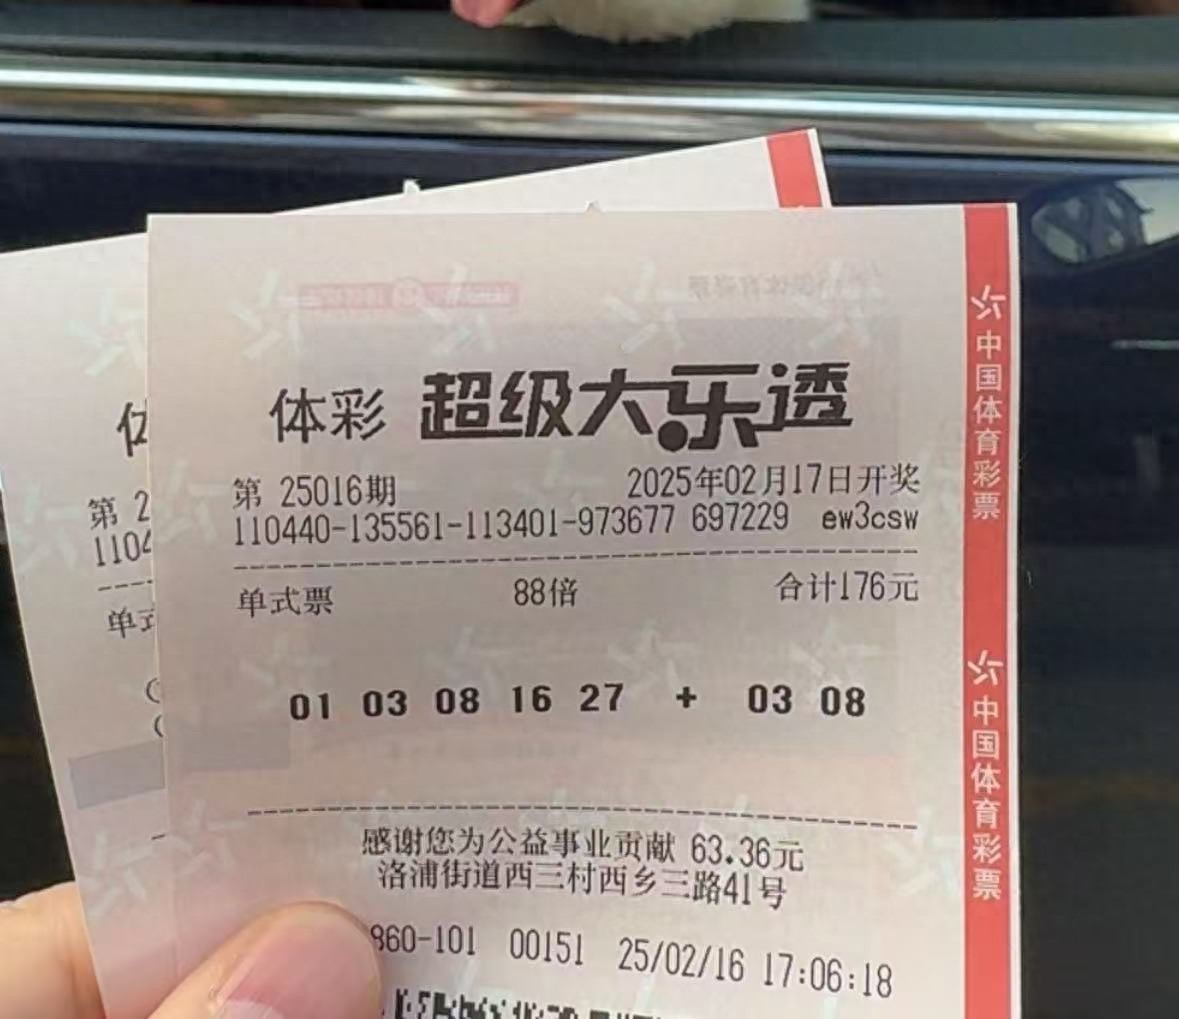 体彩 超级大乐透
第 25016期 2025年02月17日开奖
110440-135561-113401-973677 697229 ew3csw
单式票 88倍 合计176元
01 03 08 16 27 + 03 08
感谢您为公益事业贡献 63.36元
洛浦街道西三村西乡三路41号
860-101 00151 25/02/16 17:06:18
中国体育彩票
中国体育彩票
第 2
1104
单式